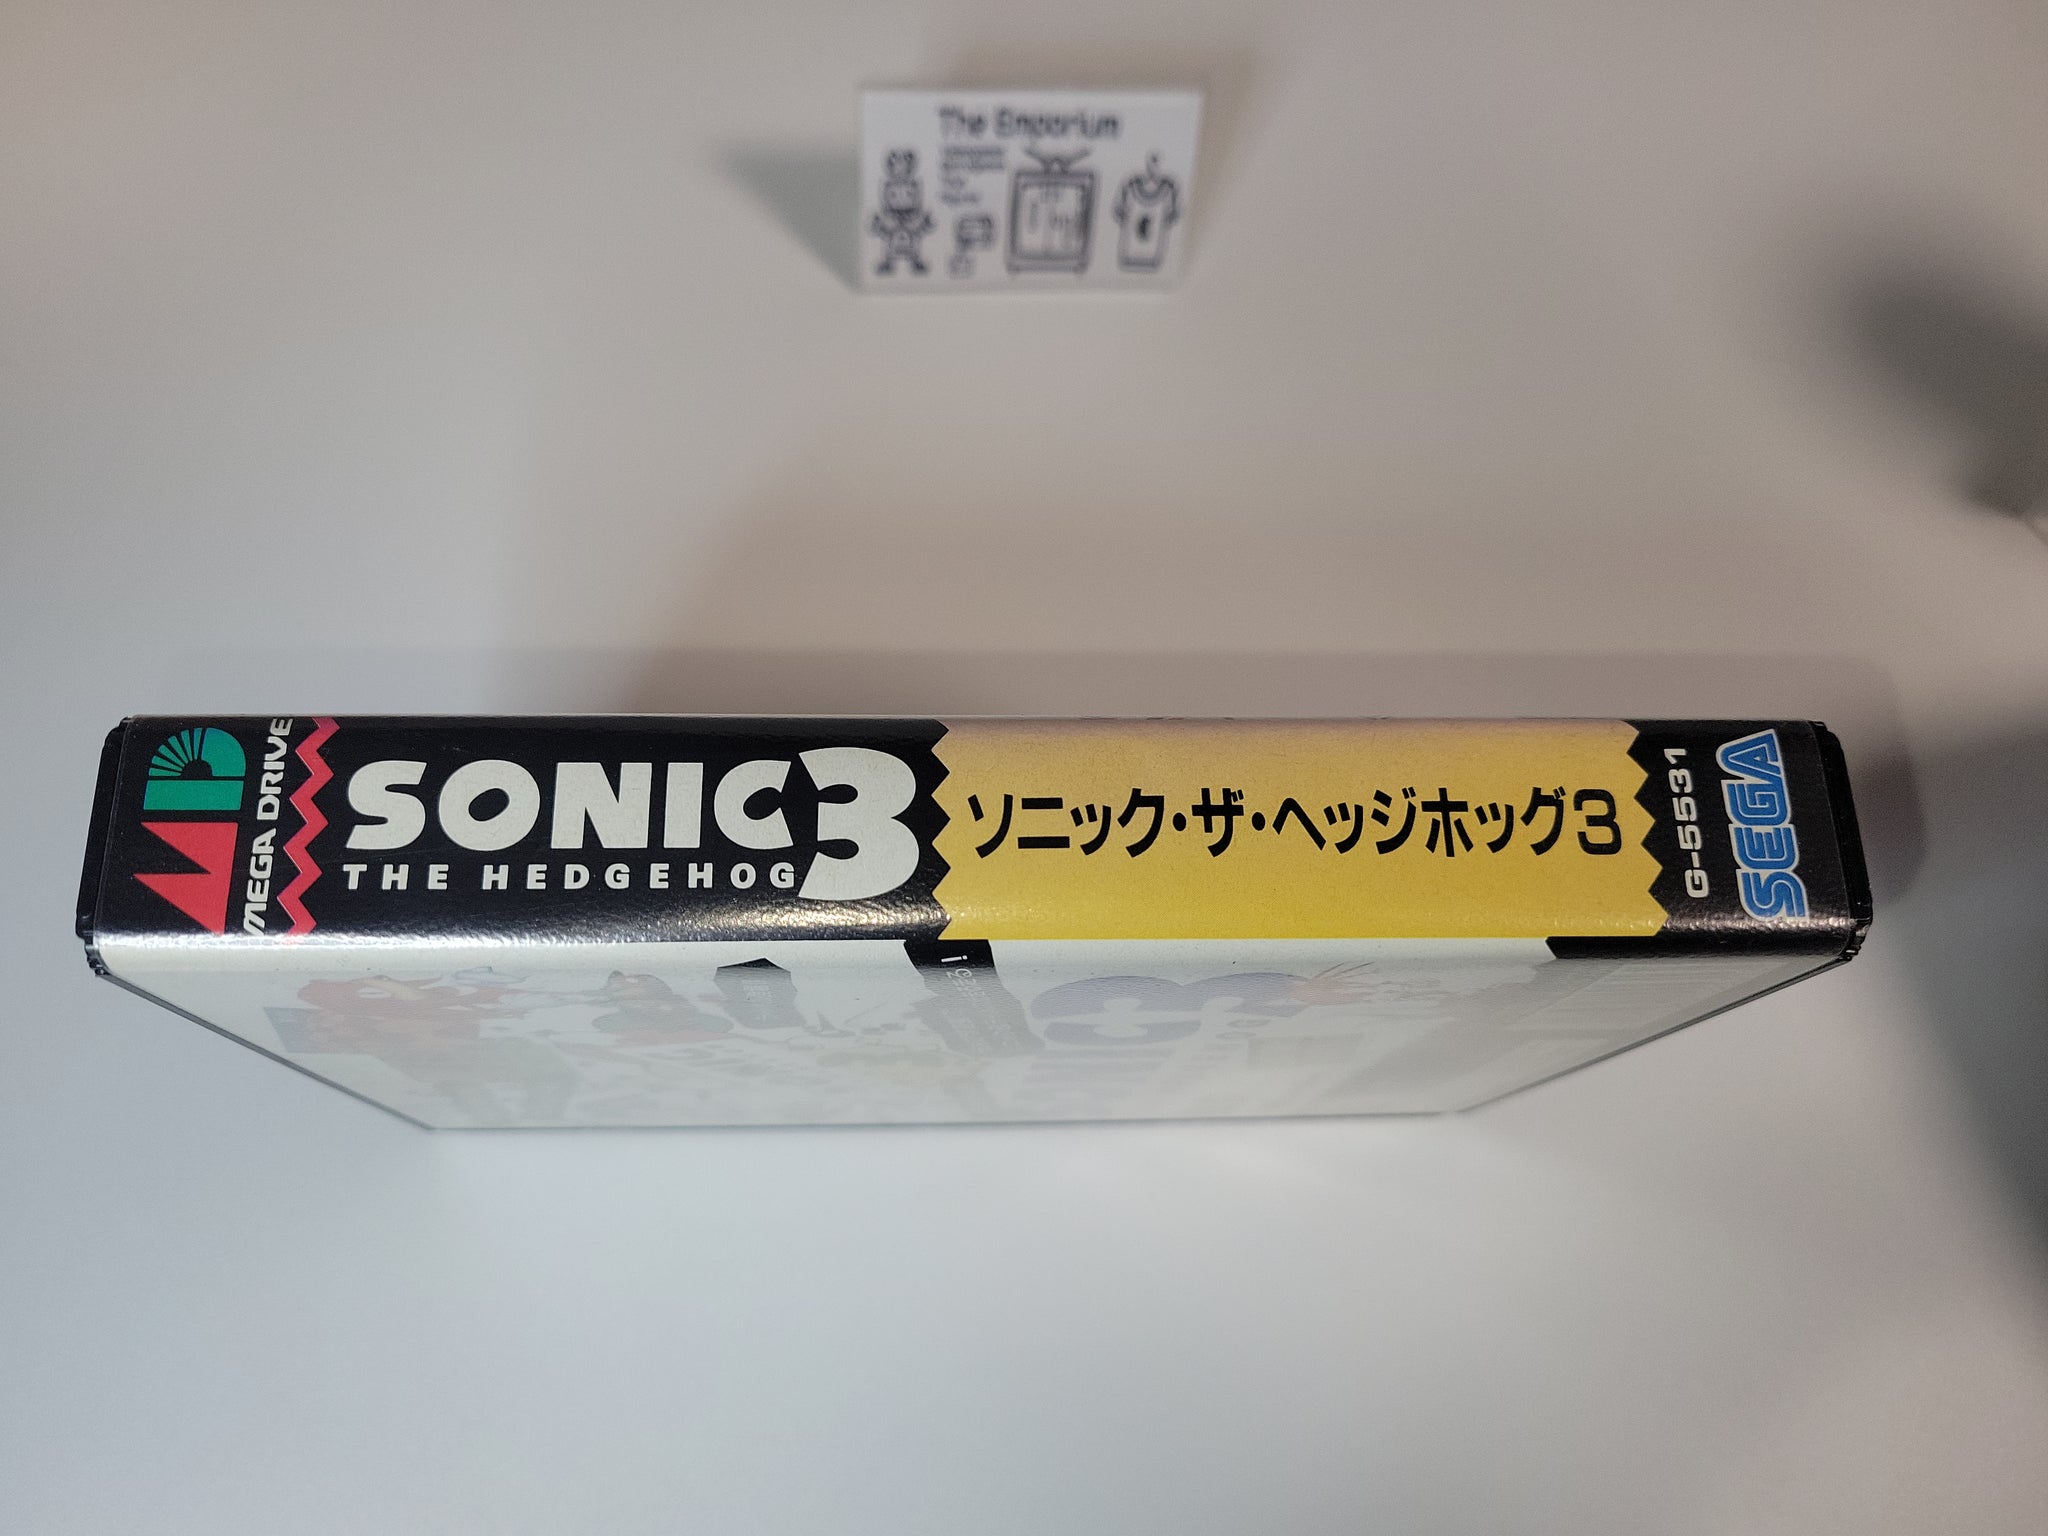 The Emporium
MEGA DRIVE
SONIC 3
THE HEDGEHOG
ソニック・ザ・ヘッジホッグ3
G-5531
SEGA